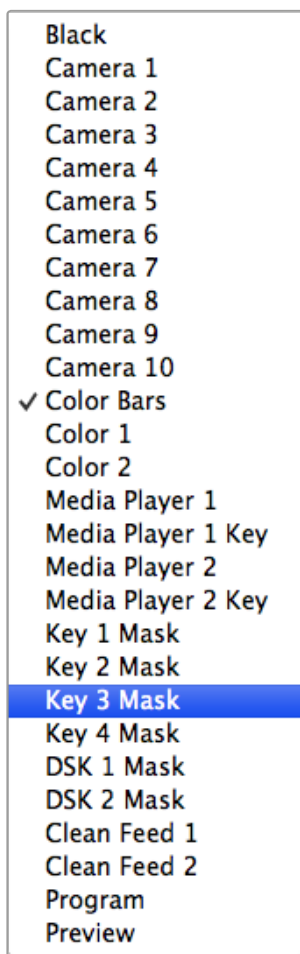 Black
Camera 1
Camera 2
Camera 3
Camera 4
Camera 5
Camera 6
Camera 7
Camera 8
Camera 9
Camera 10
✓ Color Bars
Color 1
Color 2
Media Player 1
Media Player 1 Key
Media Player 2
Media Player 2 Key
Key 1 Mask
Key 2 Mask
Key 3 Mask
Key 4 Mask
DSK 1 Mask
DSK 2 Mask
Clean Feed 1
Clean Feed 2
Program
Preview